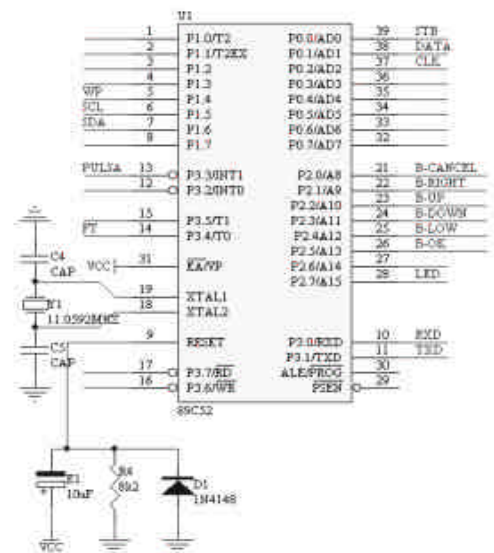 U1
1 P1.0/T2 P0.0/AD0 39 STB
2 P1.1/T2EX P0.1/AD1 38 DATA
3 P1.2 P0.2/AD2 37 CLK
4 P1.3 P0.3/AD3 36
WP 5 P1.4 P0.4/AD4 35
SCL 6 P1.5 P0.5/AD5 34
SDA 7 P1.6 P0.6/AD6 33
8 P1.7 P0.7/AD7 32
PULSA 13 P3.3/INT1 P2.0/A8 21 B-CANCEL
12 P3.2/INT0 P2.1/A9 22 B-RIGHT
P2.2/A10 23 B-UP
15 P3.5/T1 P2.3/A11 24 B-DOWN
14 P3.4/T0 P2.4A12 25 B-LOW
P2.5/A13 26 B-OK
VCC 31 EA/VP P2.6/A14 27
P2.7/A15 28 LED
C4
CAP
19 XTAL1
Y1 18 XTAL2
11.0592MHZ
9 RESET P3.0/RXD 10 RXD
C5 P3.1/TXD 11 TXD
CAP
17 P3.7/RD ALE/PROG 30
16 P3.6/WR PSEN 29
89C52
E1 R4 D1
10uF 8k2 1N4148
VCC